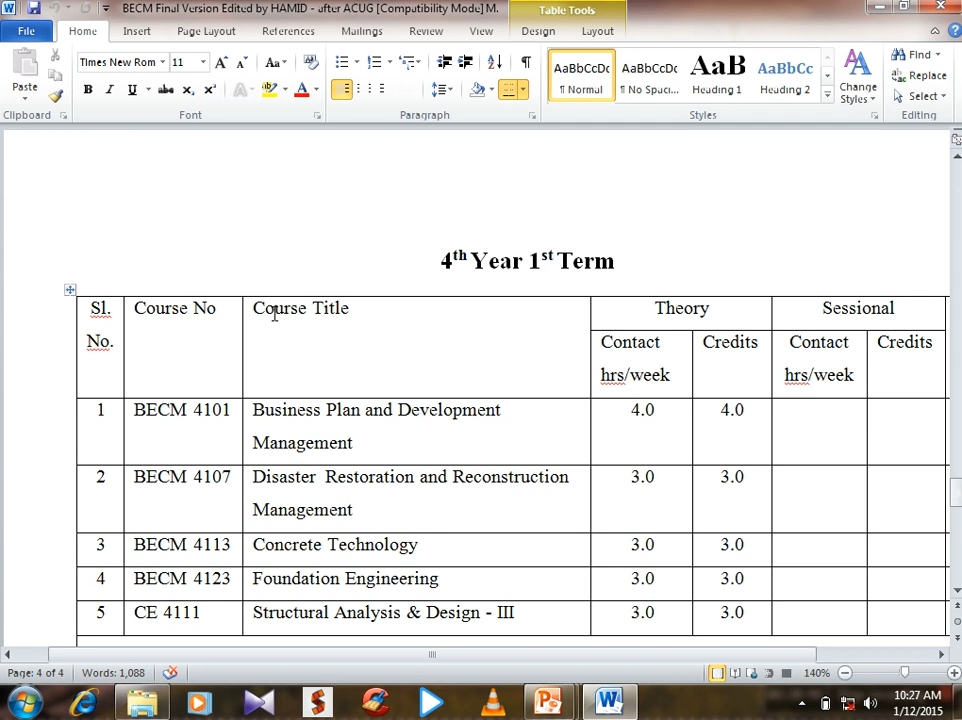 BECM Final Version Edited by HAMID - after ACUG [Compatibility Mode] M.
Table Tools
File Home Insert Page Layout References Mailings Review View Design Layout
Times New Rom 11 Aa
AaBbCcDc AaBbCcDc AaB AaBbCc
Find
Replace
Select
Paste
B I U abc x₂ x² A
¶ Normal ¶ No Spaci... Heading 1 Heading 2 Change Styles
Clipboard Font Paragraph Styles Editing
4th Year 1st Term
Sl. No. Course No Course Title Theory Sessional
Contact hrs/week Credits Contact hrs/week Credits
1 BECM 4101 Business Plan and Development Management 4.0 4.0
2 BECM 4107 Disaster Restoration and Reconstruction Management 3.0 3.0
3 BECM 4113 Concrete Technology 3.0 3.0
4 BECM 4123 Foundation Engineering 3.0 3.0
5 CE 4111 Structural Analysis & Design - III 3.0 3.0
Page: 4 of 4 Words: 1,088 140%
10:27 AM
1/12/2015